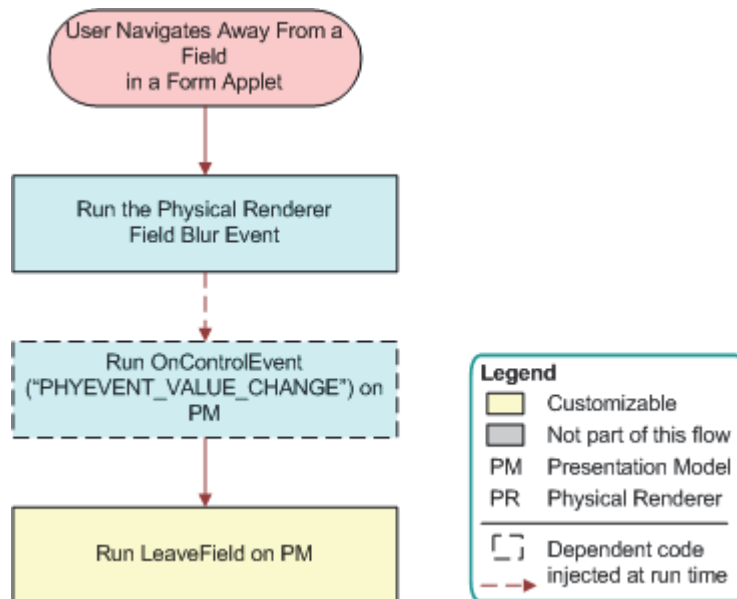 User Navigates Away From a
Field
in a Form Applet
Run the Physical Renderer
Field Blur Event
Run OnControlEvent
(“PHYEVENT_VALUE_CHANGE”) on
PM
Run LeaveField on PM
Legend
Customizable
Not part of this flow
PM Presentation Model
PR Physical Renderer
Dependent code
injected at run time